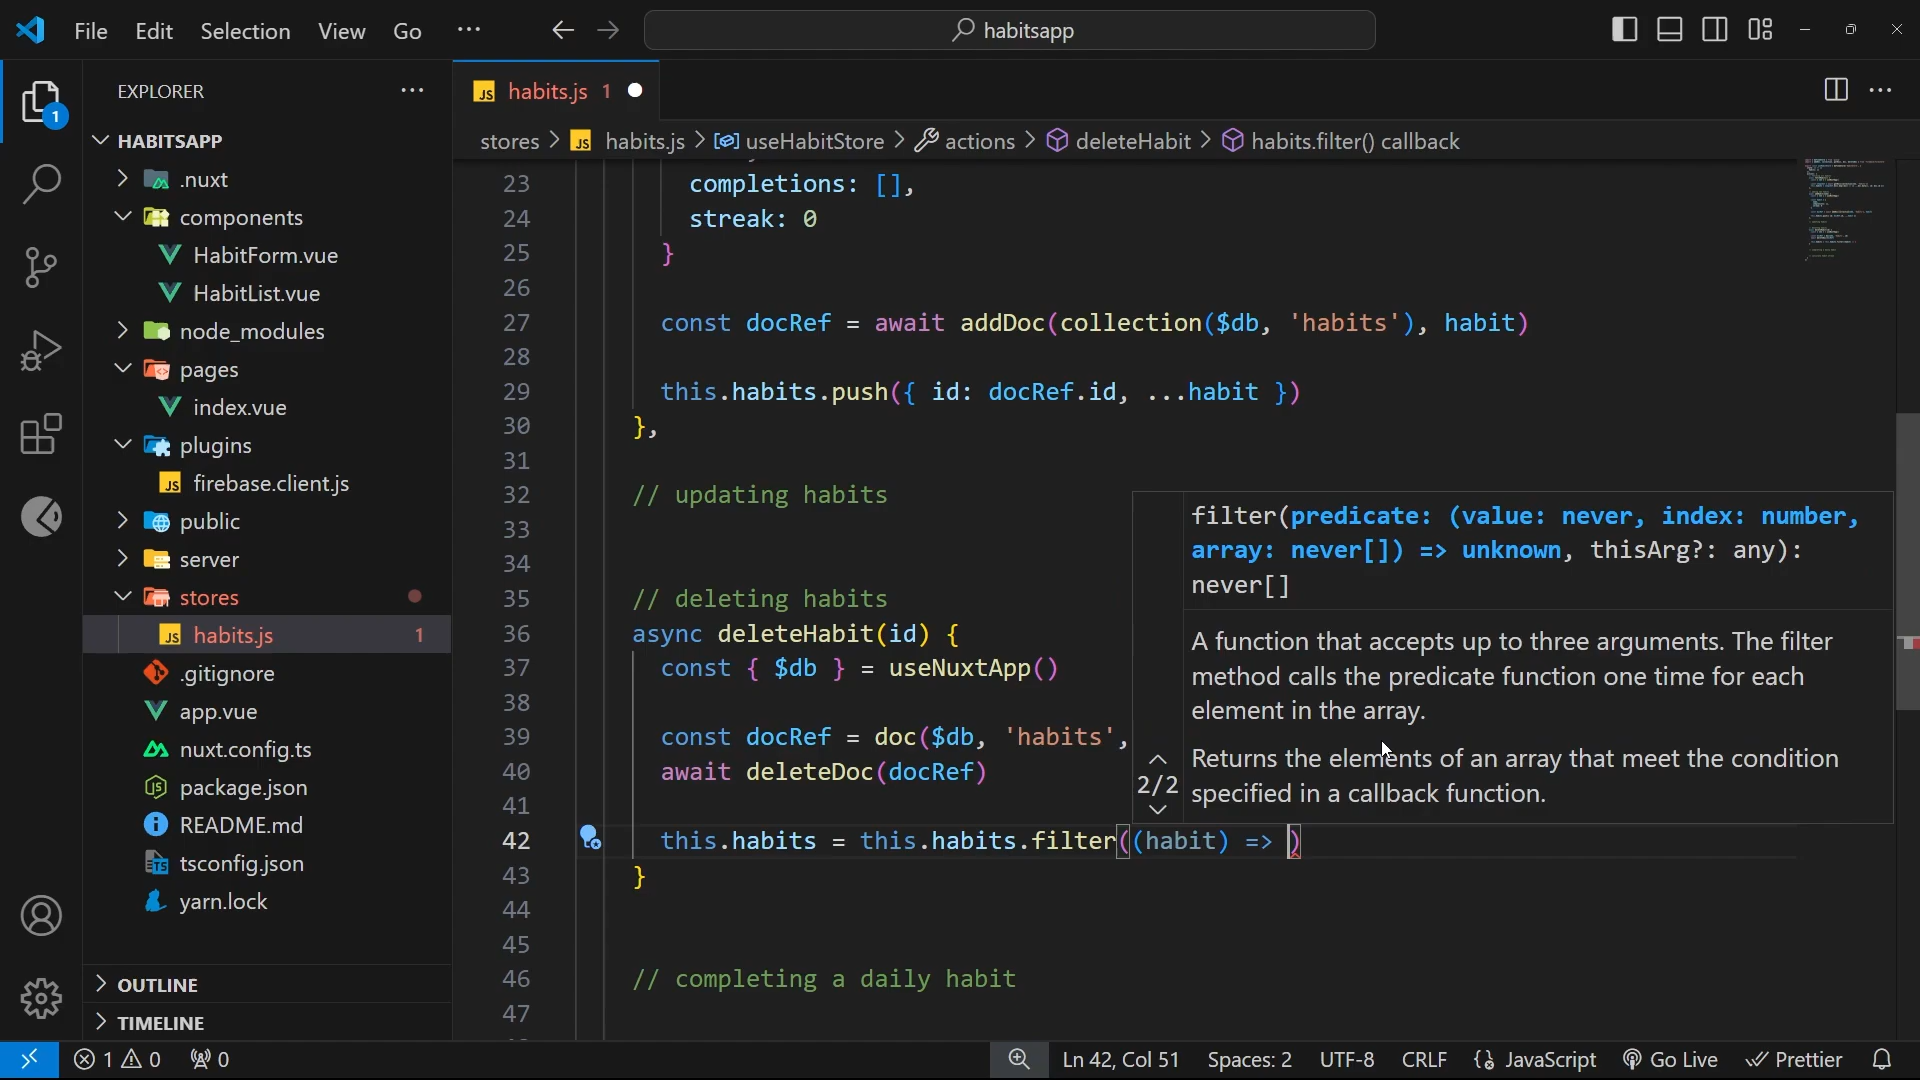 File Edit Selection View Go ··· habitsapp
EXPLORER ···
HABITSAPP
.nuxt
components
HabitForm.vue
HabitList.vue
node_modules
pages
index.vue
plugins
firebase.client.js
public
server
stores
habits.js 1
.gitignore
app.vue
nuxt.config.ts
package.json
README.md
tsconfig.json
yarn.lock
OUTLINE
TIMELINE
1
JS habits.js 1
stores > JS habits.js > useHabitStore > actions > deleteHabit > habits.filter() callback
23 completions: [],
24 streak: 0
25 }
26
27 const docRef = await addDoc(collection($db, 'habits'), habit)
28
29 this.habits.push({ id: docRef.id, ...habit })
30 },
31
32 // updating habits
33
34
35 // deleting habits
36 async deleteHabit(id) {
37 const { $db } = useNuxtApp()
38
39 const docRef = doc($db, 'habits',
40 await deleteDoc(docRef)
41
42 this.habits = this.habits.filter((habit) => )
43 }
44
45
46 // completing a daily habit
47
filter(predicate: (value: never, index: number,
array: never[]) => unknown, thisArg?: any):
never[]
A function that accepts up to three arguments. The filter
method calls the predicate function one time for each
element in the array.
2/2
Returns the elements of an array that meet the condition
specified in a callback function.
1 0 0 Ln 42, Col 51 Spaces: 2 UTF-8 CRLF {} JavaScript Go Live Prettier